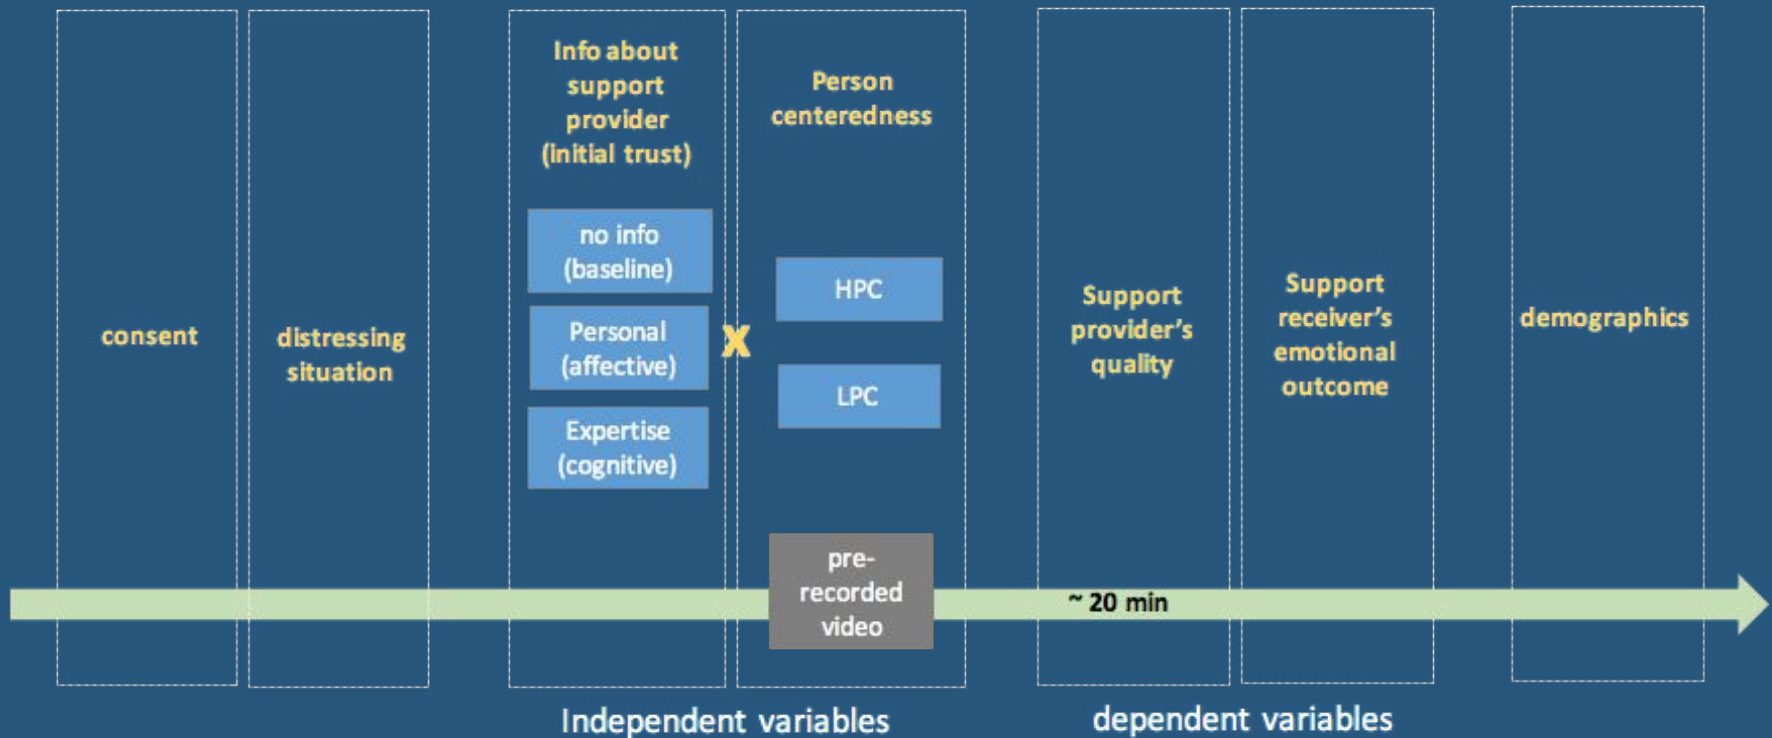 consent
distressing
situation
Info about
support
provider
(initial trust)
no info
(baseline)
Personal
(affective)
Expertise
(cognitive)
X
Person
centeredness
HPC
LPC
pre-
recorded
video
Support
provider's
quality
Support
receiver's
emotional
outcome
demographics
~ 20 min
Independent variables
dependent variables